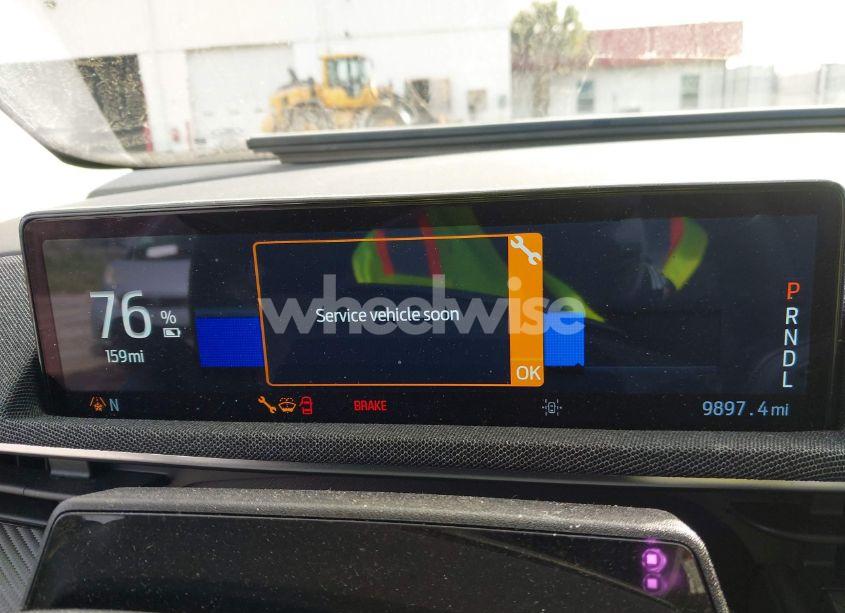 76 %
159mi
Service vehicle soon
OK
wheelwise
P
R
N
D
L
N
BRAKE
9897.4 mi